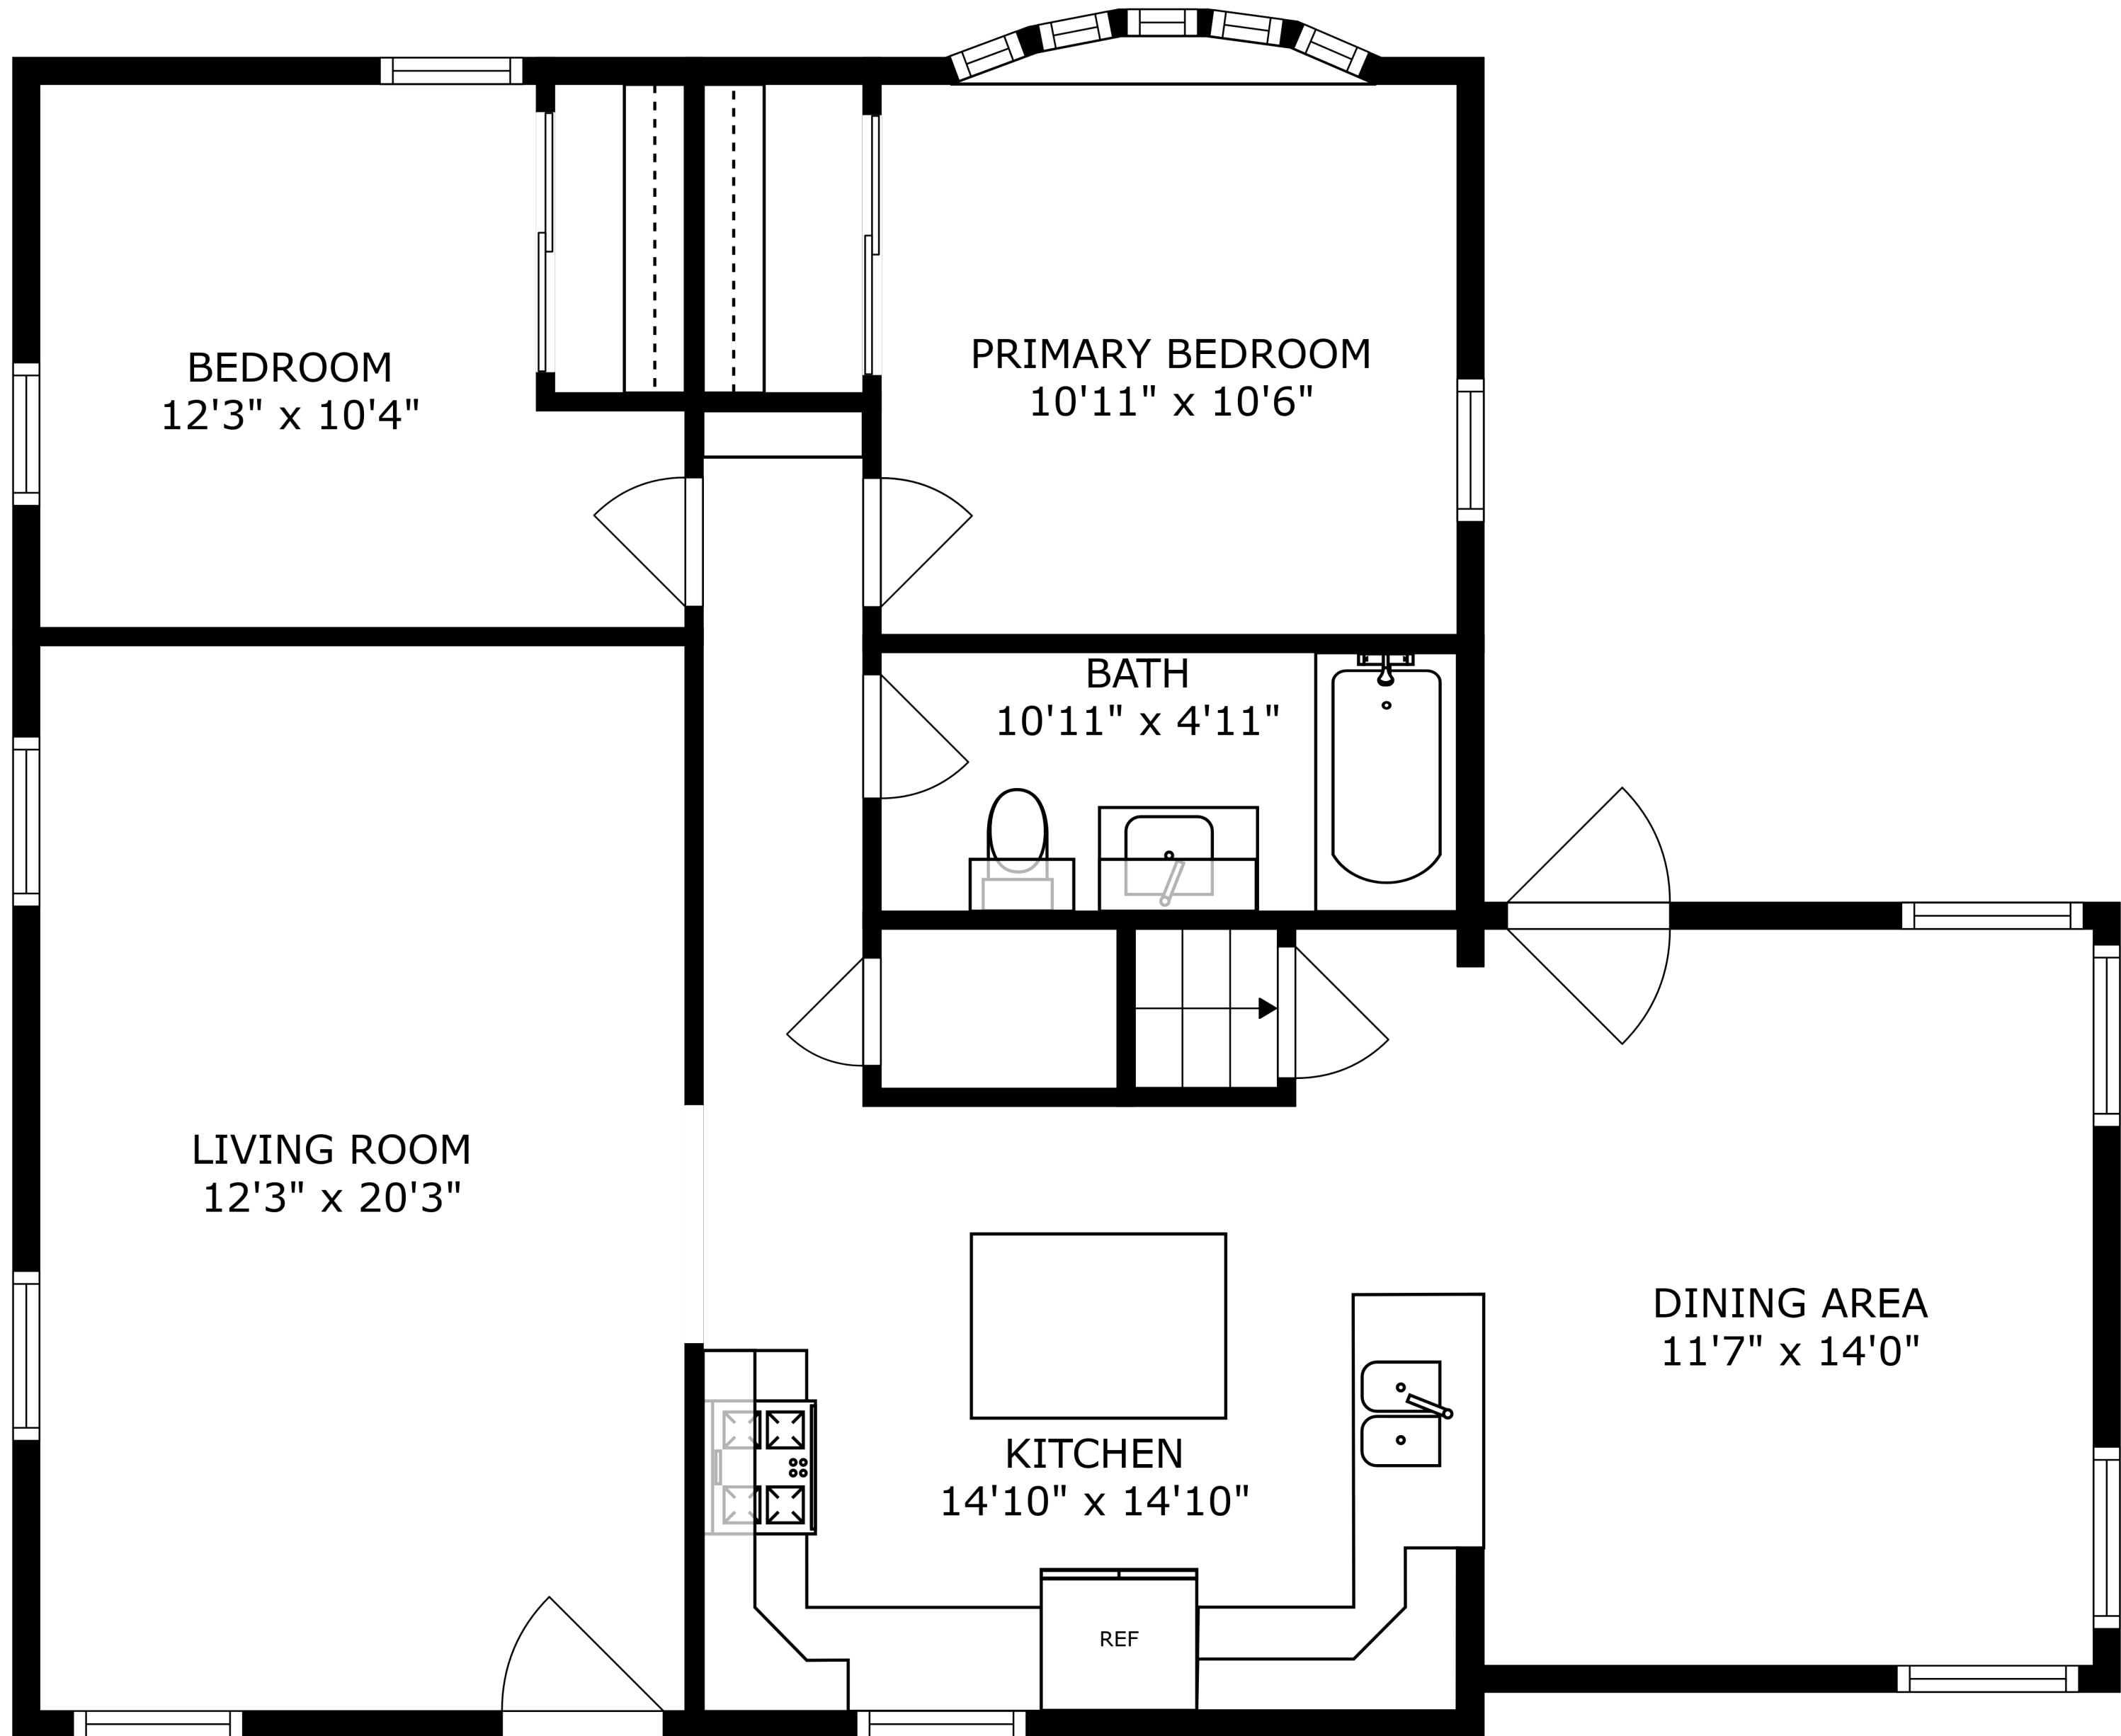 BEDROOM
12'3" x 10'4"
PRIMARY BEDROOM
10'11" x 10'6"
BATH
10'11" x 4'11"
LIVING ROOM
12'3" x 20'3"
DINING AREA
11'7" x 14'0"
KITCHEN
14'10" x 14'10"
REF